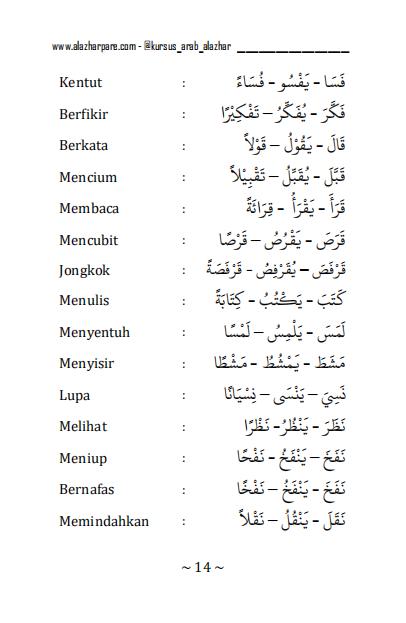 www.alazharpare.com - @kursus_arab_alazhar ___________
Kentut : فَسَا – يَفْسُو – فُسَاءً
Berfikir : فَكَّرَ – يُفَكِّرُ – تَفْكِيْرًا
Berkata : قَالَ – يَقُوْلُ – قَوْلاً
Mencium : قَبَّلَ – يُقَبِّلُ – تَقْبِيْلاً
Membaca : قَرَأَ – يَقْرَأُ – قِرَائَةً
Mencubit : قَرَصَ – يَقْرُصُ – قَرْصًا
Jongkok : قَرْفَصَ – يُقَرْفِصُ - قَرْفَصَةً
Menulis : كَتَبَ – يَكْتُبُ – كِتَابَةً
Menyentuh : لَمَسَ – يَلْمِسُ – لَمْسًا
Menyisir : مَشَطَ – يَمْشُطُ – مَشْطًا
Lupa : نَسِيَ – يَنْسَى – نِسْيَانًا
Melihat : نَظَرَ – يَنْظُرُ– نَظْرًا
Meniup : نَفَخَ – يَنْفَخُ – نَفْخًا
Bernafas : نَفَخَ – يَنْفَخُ – نَفْخًا
Memindahkan : نَقَلَ – يَنْقُلُ – نَقْلاً
~ 14 ~